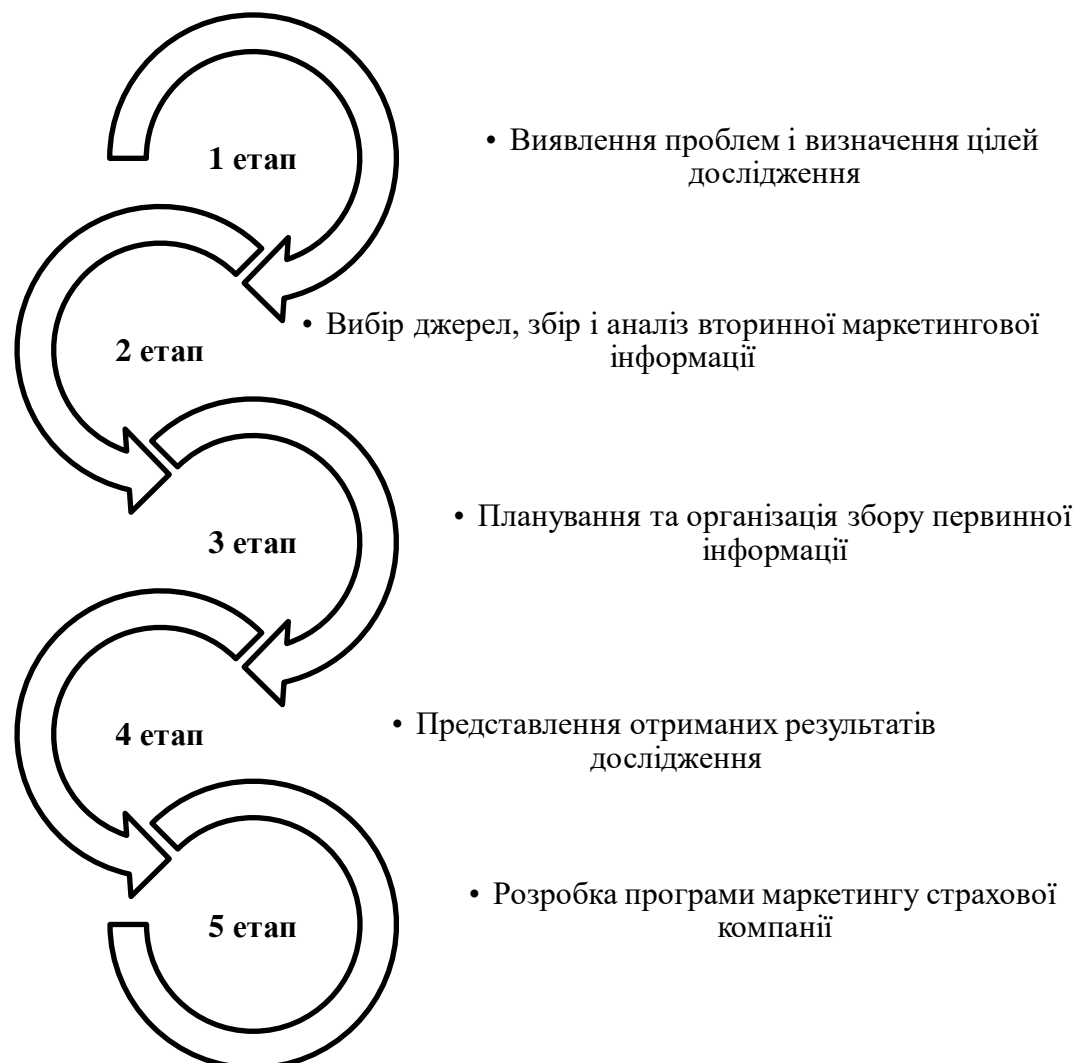 1 етап
• Виявлення проблем і визначення цілей
дослідження
2 етап
• Вибір джерел, збір і аналіз вторинної маркетингової
інформації
3 етап
• Планування та організація збору первинної
інформації
4 етап
• Представлення отриманих результатів
дослідження
5 етап
• Розробка програми маркетингу страхової
компанії